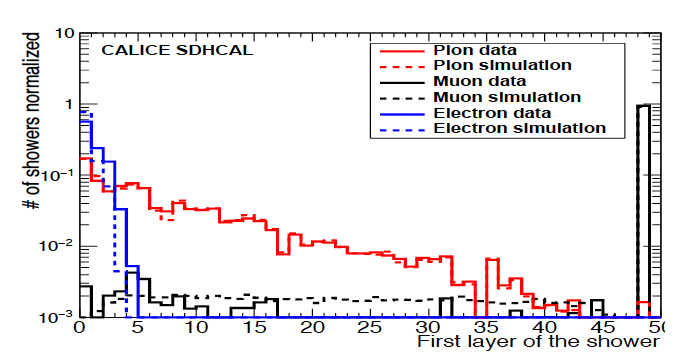 # of showers normalized
10
1
10⁻¹
10⁻²
10⁻³
CALICE SDHCAL
Pion data
Pion simulation
Muon data
Muon simulation
Electron data
Electron simulation
0 5 10 15 20 25 30 35 40 45 50
First layer of the shower